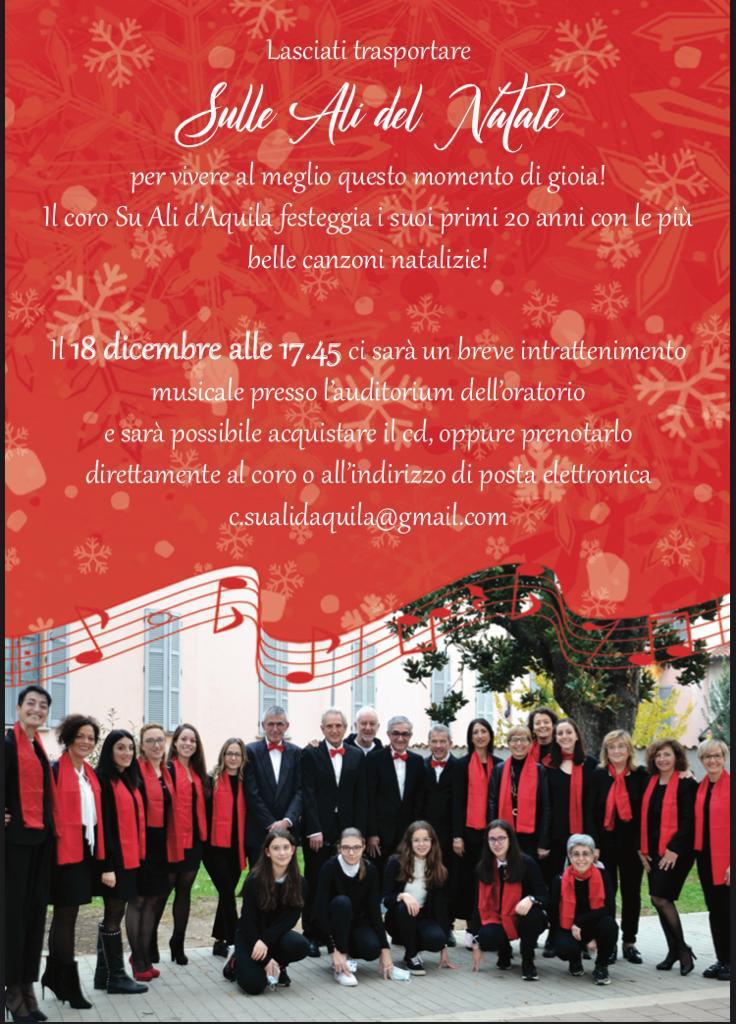 Lasciati trasportare
Sulle Ali del Natale
per vivere al meglio questo momento di gioia!
Il coro Su Ali d'Aquila festeggia i suoi primi 20 anni con le più
belle canzoni natalizie!
Il 18 dicembre alle 17.45 ci sarà un breve intrattenimento
musicale presso l'auditorium dell'oratorio
e sarà possibile acquistare il cd, oppure prenotarlo
direttamente al coro o all'indirizzo di posta elettronica
c.sualidaquila@gmail.com